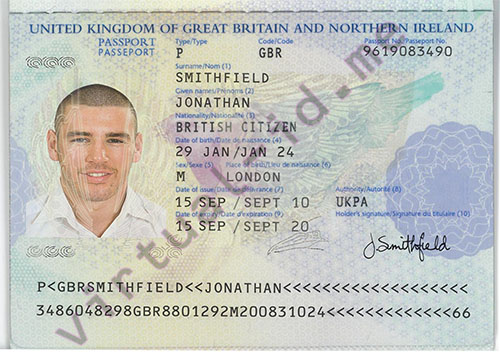 UNITED KINGDOM OF GREAT BRITAIN AND NORTHERN IRELAND
PASSPORT Type/Type Code/Code Passport No./Passeport No.
PASSEPORT P GBR 9619083490
Surname/Nom (1)
SMITHFIELD
Given names/Prénoms (2)
JONATHAN
Nationality/Nationalité (3)
BRITISH CITIZEN
Date of birth/Date de naissance (4)
29 JAN/JAN 24
Sex/Sexe (5) Place of birth/Lieu de naissance (6)
M LONDON
Date of issue/Date de délivrance (7) Authority/Autorité (8)
15 SEP /SEPT 10 UKPA
Date of expiry/Date d'expiration (9) Holder's signature/Signature du titulaire (10)
15 SEP /SEPT 20 J Smithfield
P<GBRSMITHFIELD<<JONATHAN<<<<<<<<<<<<<<<<<<<
3486048298GBR8801292M200831024<<<<<<<<<<<<<66